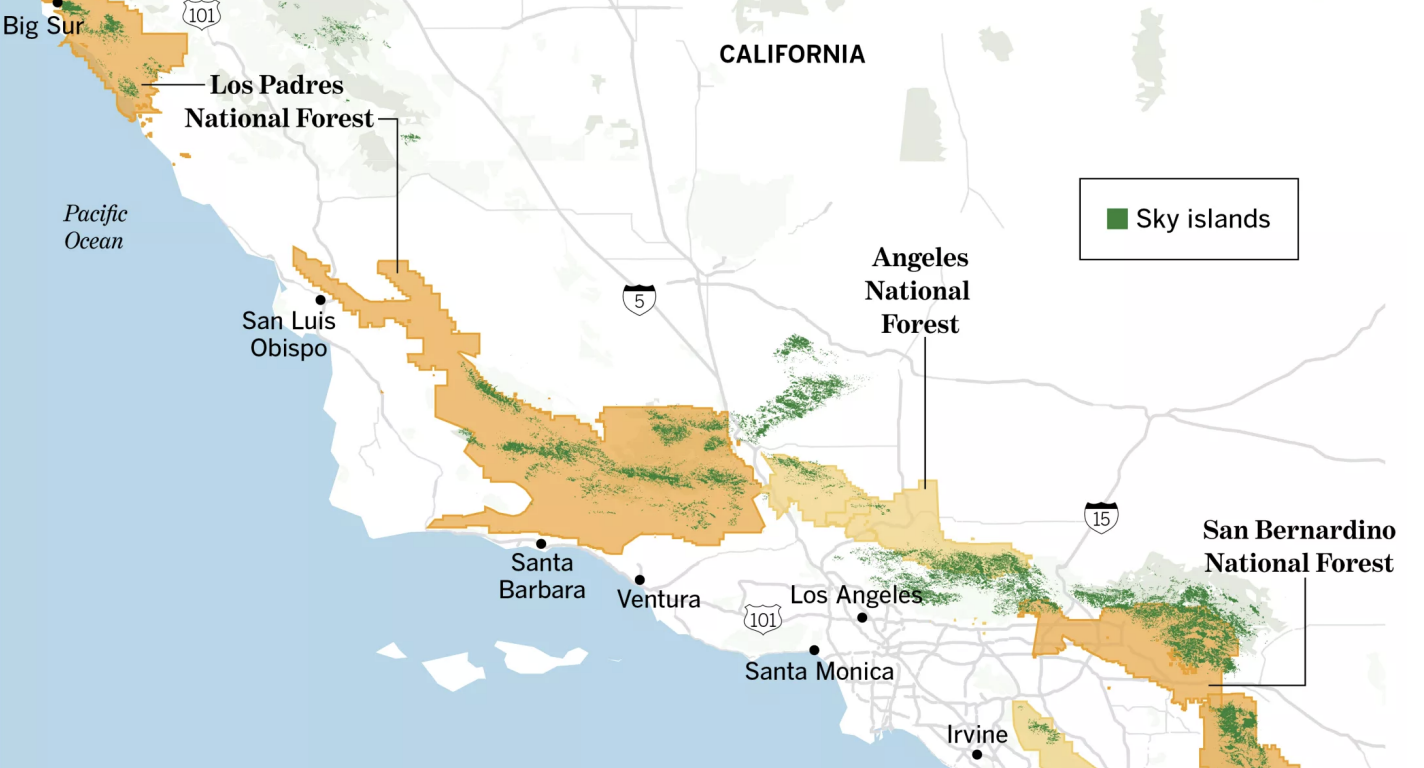 Big Sur
101
CALIFORNIA
Los Padres
National Forest
Pacific
Ocean
Sky islands
Angeles
National
Forest
5
San Luis
Obispo
15
San Bernardino
National Forest
Santa
Barbara
Ventura
Los Angeles
101
Santa Monica
Irvine